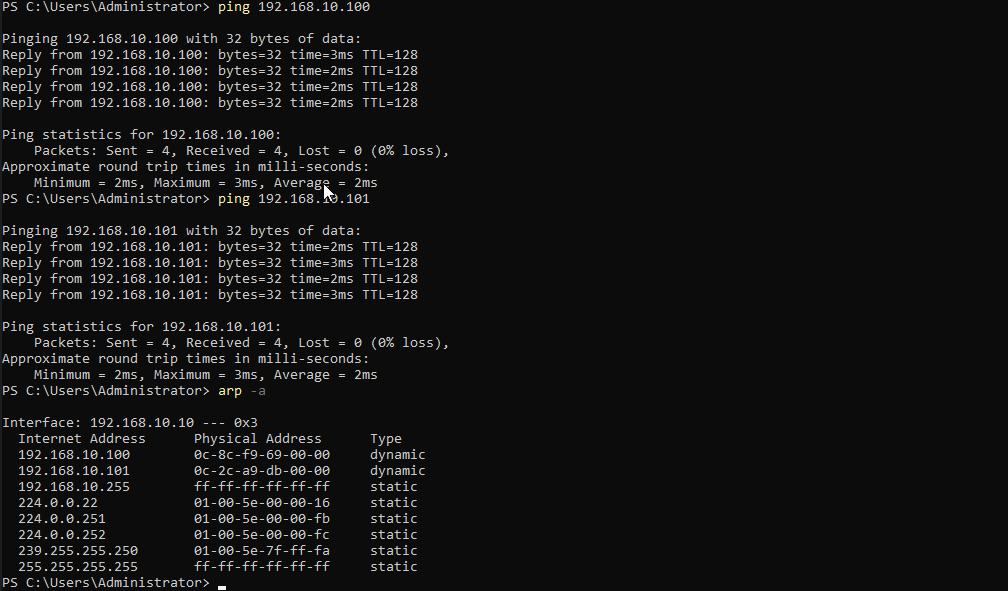 PS C:\Users\Administrator> ping 192.168.10.100

Pinging 192.168.10.100 with 32 bytes of data:
Reply from 192.168.10.100: bytes=32 time=3ms TTL=128
Reply from 192.168.10.100: bytes=32 time=2ms TTL=128
Reply from 192.168.10.100: bytes=32 time=2ms TTL=128
Reply from 192.168.10.100: bytes=32 time=2ms TTL=128

Ping statistics for 192.168.10.100:
    Packets: Sent = 4, Received = 4, Lost = 0 (0% loss),
Approximate round trip times in milli-seconds:
    Minimum = 2ms, Maximum = 3ms, Average = 2ms
PS C:\Users\Administrator> ping 192.168.10.101

Pinging 192.168.10.101 with 32 bytes of data:
Reply from 192.168.10.101: bytes=32 time=2ms TTL=128
Reply from 192.168.10.101: bytes=32 time=3ms TTL=128
Reply from 192.168.10.101: bytes=32 time=2ms TTL=128
Reply from 192.168.10.101: bytes=32 time=3ms TTL=128

Ping statistics for 192.168.10.101:
    Packets: Sent = 4, Received = 4, Lost = 0 (0% loss),
Approximate round trip times in milli-seconds:
    Minimum = 2ms, Maximum = 3ms, Average = 2ms
PS C:\Users\Administrator> arp -a

Interface: 192.168.10.10 --- 0x3
  Internet Address      Physical Address      Type
  192.168.10.100        0c-8c-f9-69-00-00     dynamic
  192.168.10.101        0c-2c-a9-db-00-00     dynamic
  192.168.10.255        ff-ff-ff-ff-ff-ff     static
  224.0.0.22            01-00-5e-00-00-16     static
  224.0.0.251           01-00-5e-00-00-fb     static
  224.0.0.252           01-00-5e-00-00-fc     static
  239.255.255.250       01-00-5e-7f-ff-fa     static
  255.255.255.255       ff-ff-ff-ff-ff-ff     static
PS C:\Users\Administrator>